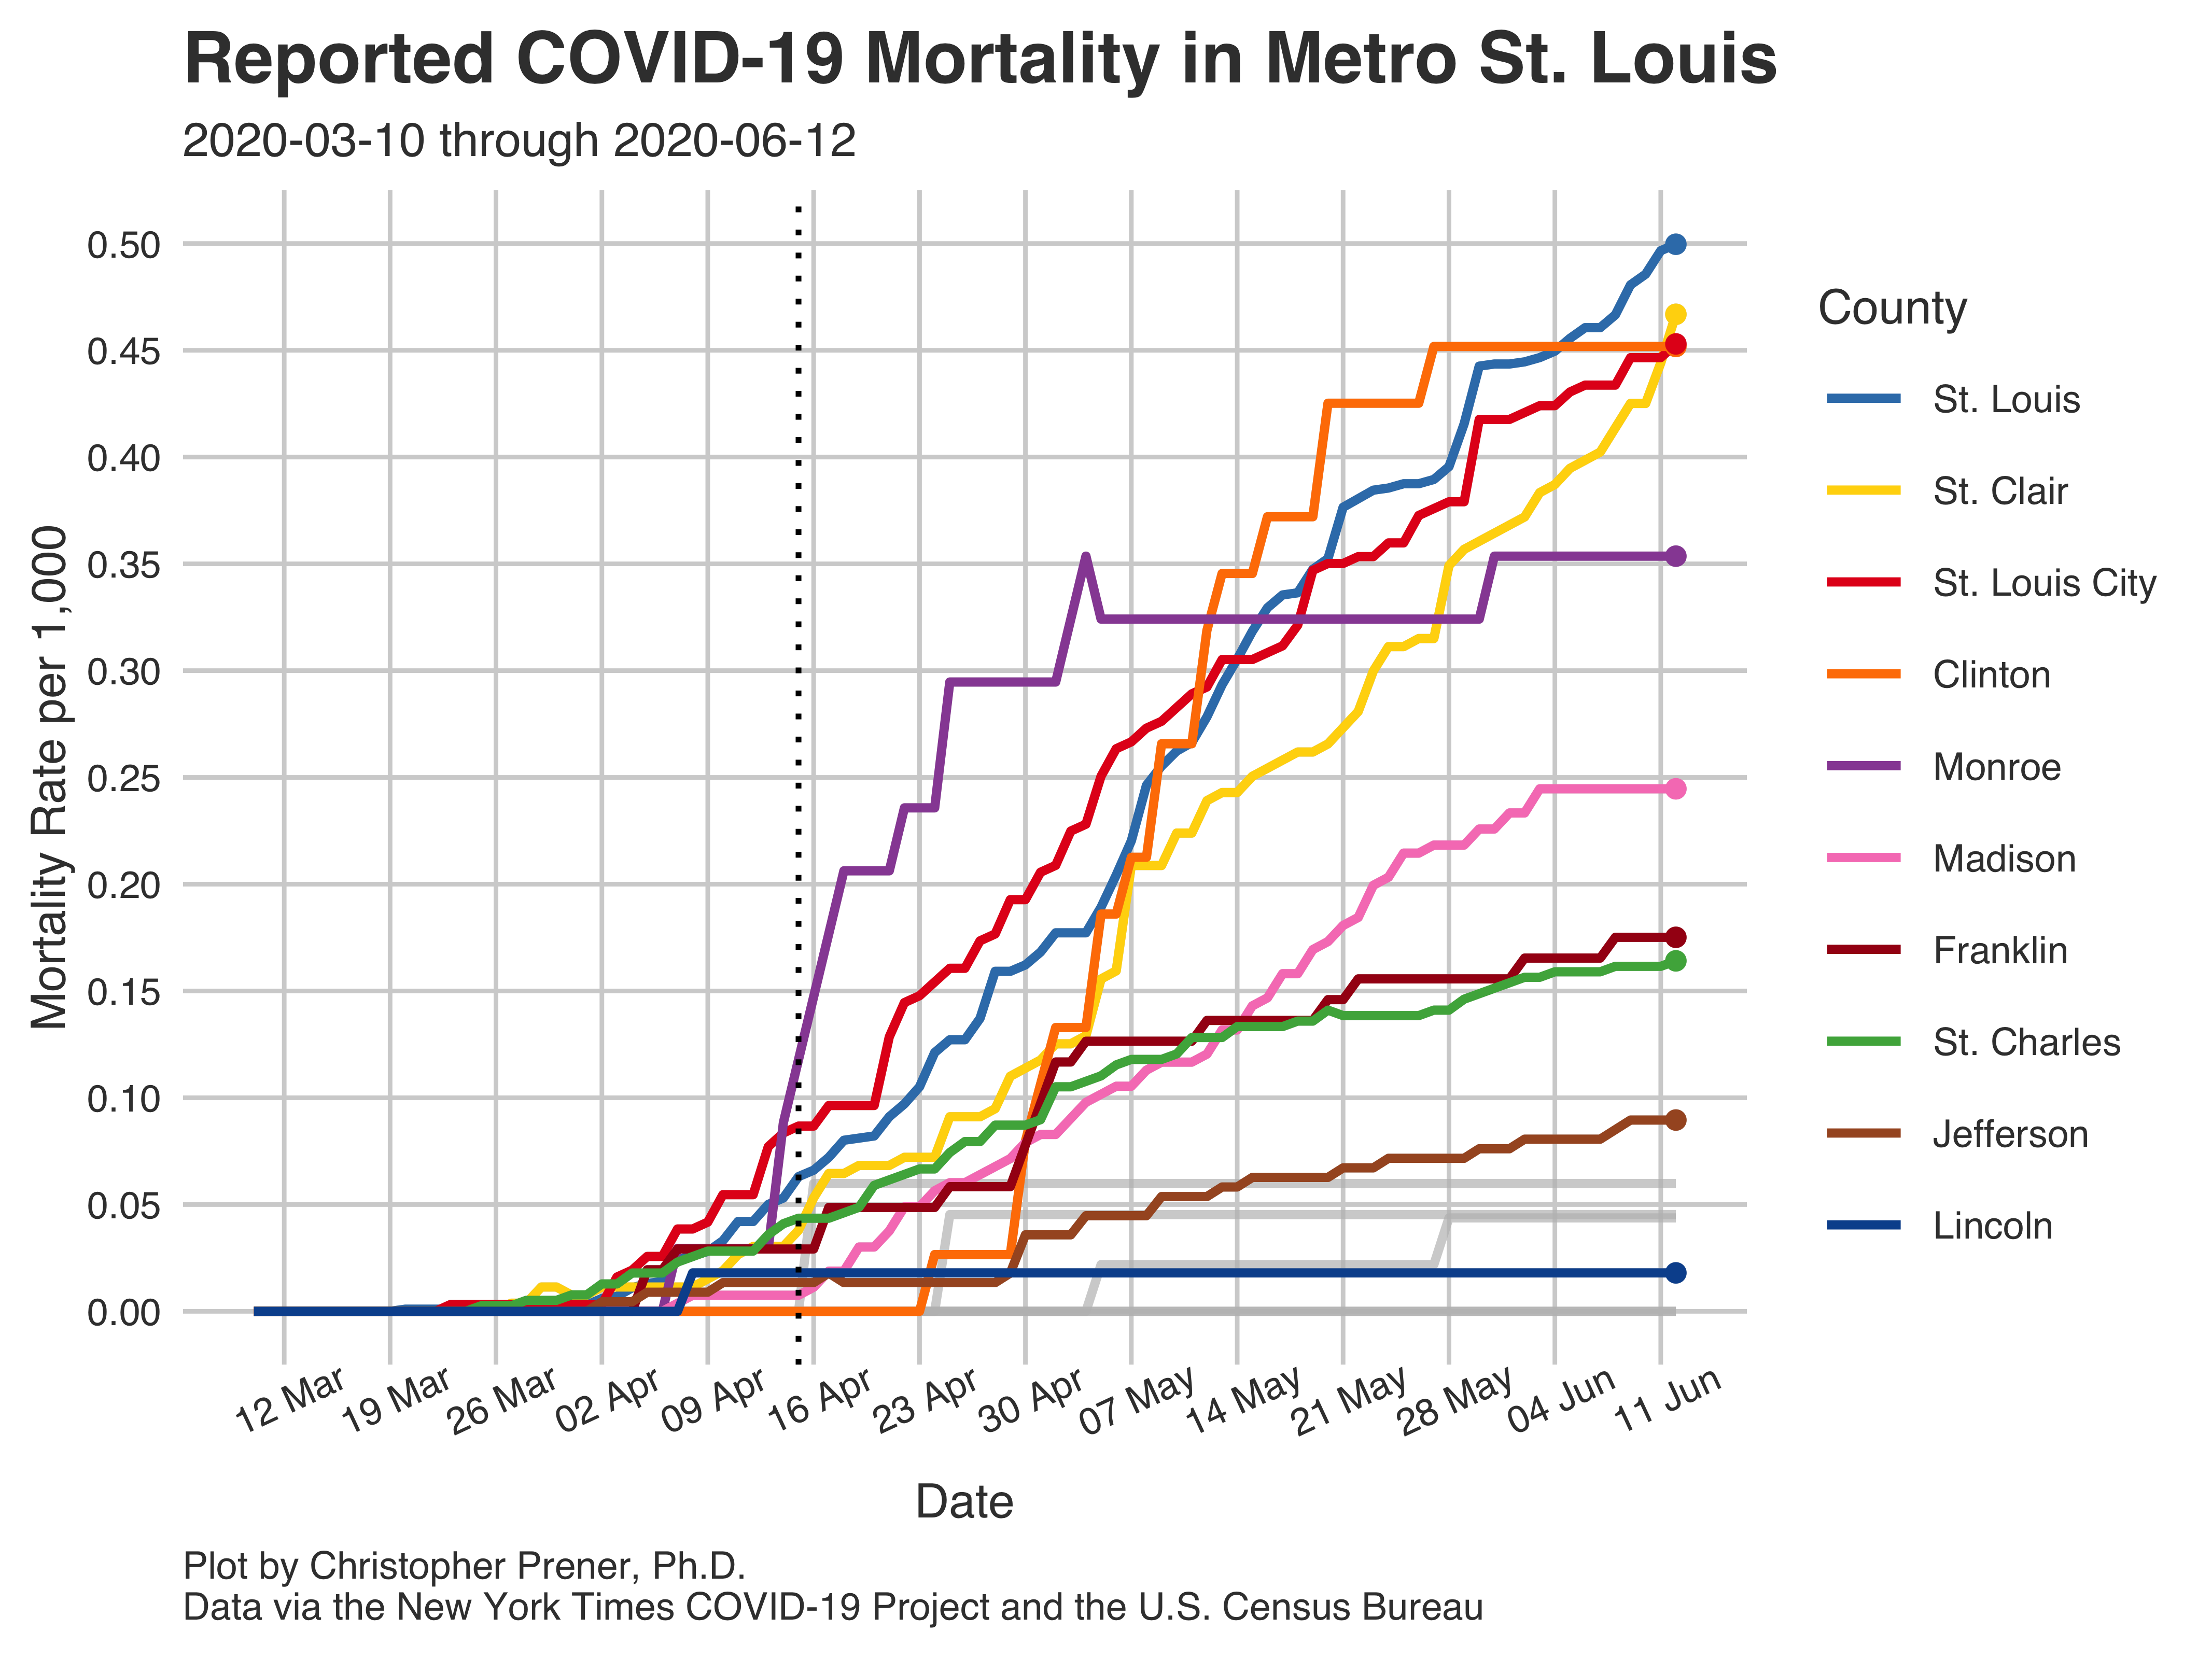 Reported COVID-19 Mortality in Metro St. Louis
2020-03-10 through 2020-06-12
Mortality Rate per 1,000
0.50
0.45
0.40
0.35
0.30
0.25
0.20
0.15
0.10
0.05
0.00
12 Mar
19 Mar
26 Mar
02 Apr
09 Apr
16 Apr
23 Apr
30 Apr
07 May
14 May
21 May
28 May
04 Jun
11 Jun
Date
County
St. Louis
St. Clair
St. Louis City
Clinton
Monroe
Madison
Franklin
St. Charles
Jefferson
Lincoln
Plot by Christopher Prener, Ph.D.
Data via the New York Times COVID-19 Project and the U.S. Census Bureau